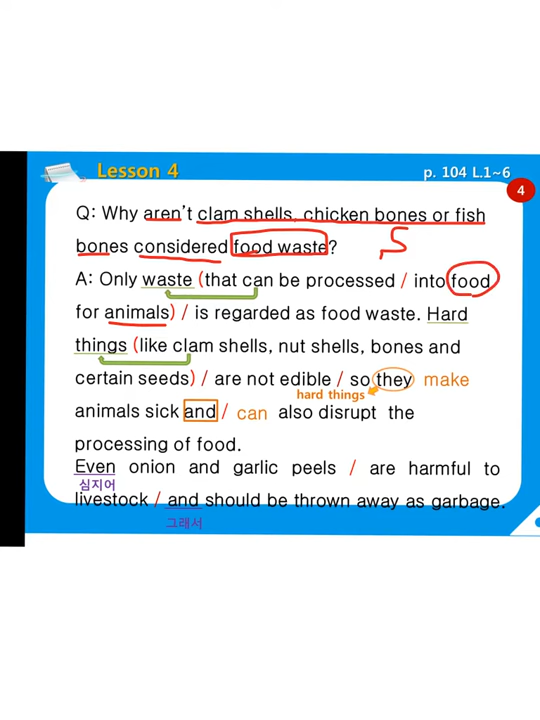 Lesson 4
p. 104 L.1~6
4
Q: Why aren't clam shells, chicken bones or fish
bones considered food waste?
5
A: Only waste (that can be processed / into food
for animals) / is regarded as food waste. Hard
things (like clam shells, nut shells, bones and
certain seeds) / are not edible / so they make
hard things
animals sick and / can also disrupt the
processing of food.
Even onion and garlic peels / are harmful to
심지어
livestock / and should be thrown away as garbage.
그래서